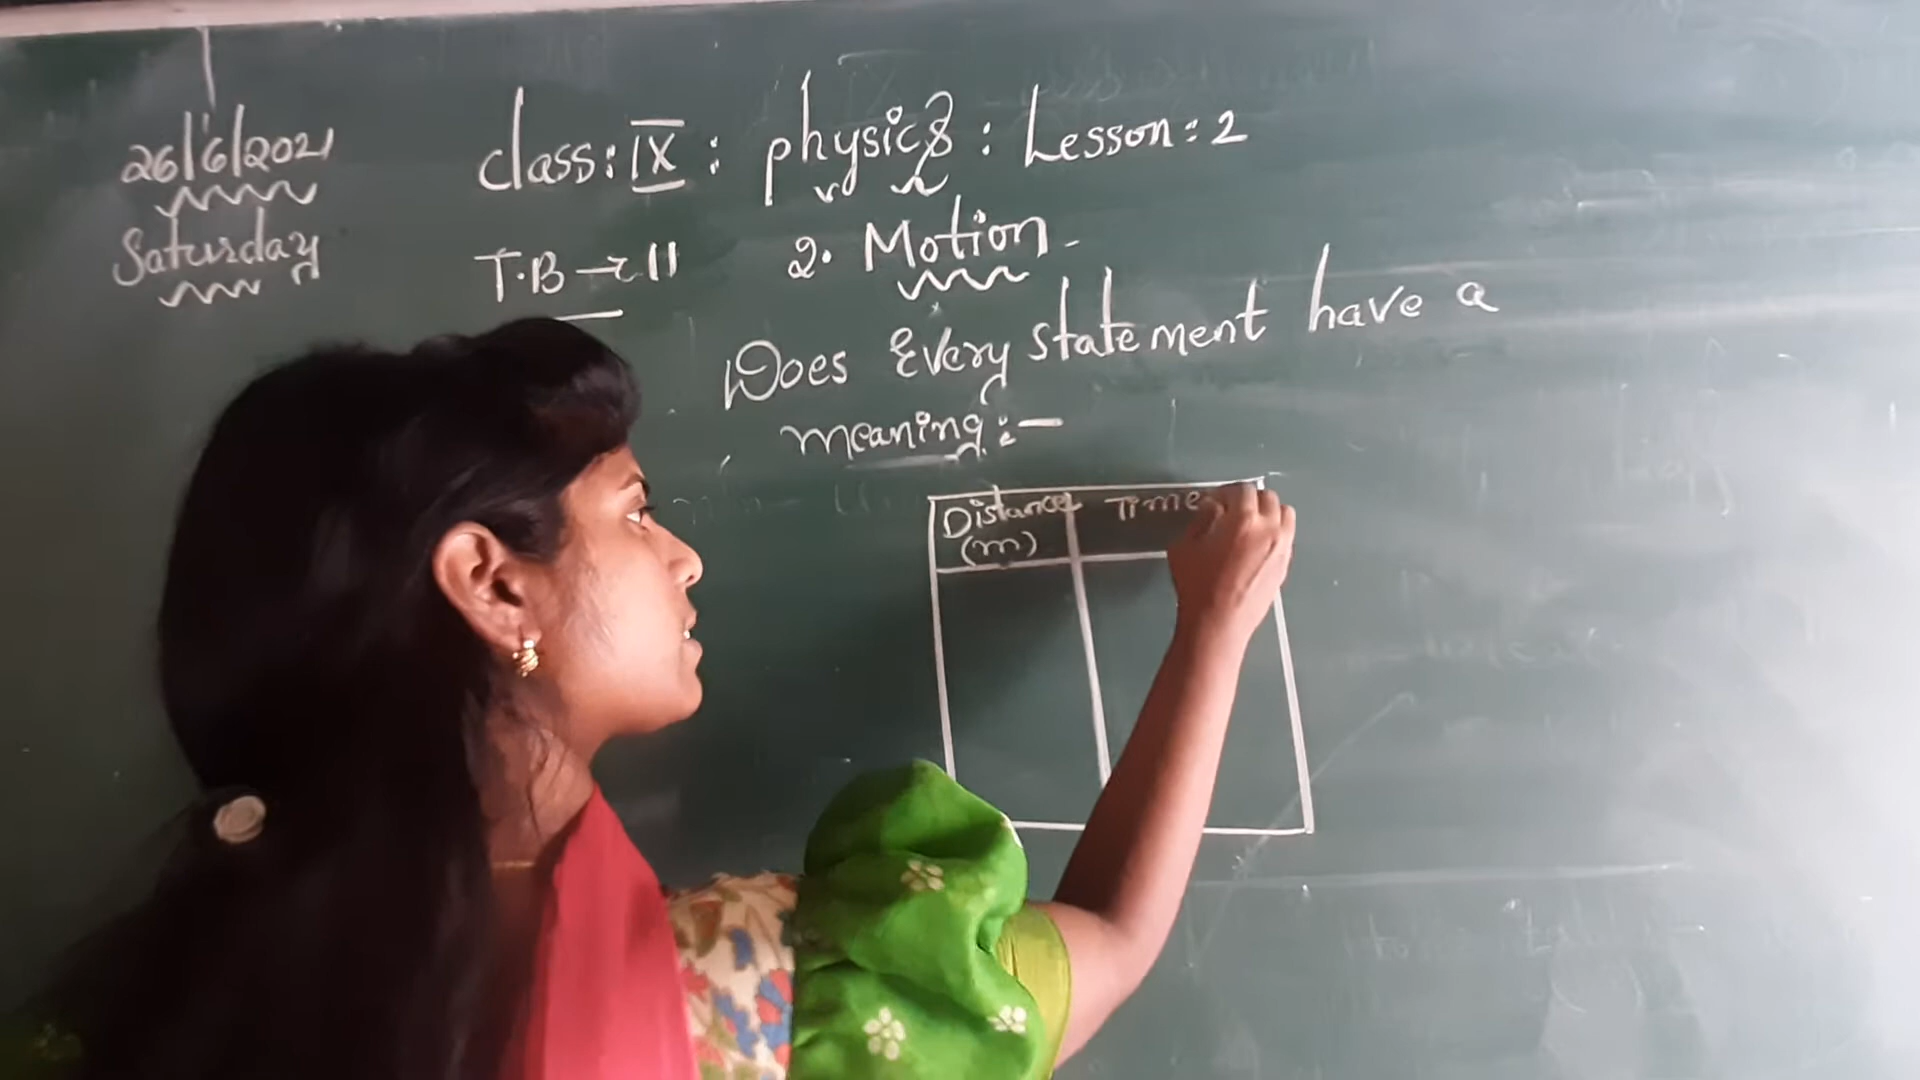 26/6/2021
Saturday
class: IX : physics : Lesson: 2
T.B → 11
2. Motion
Does Every statement have a
meaning:-
Distance Time
(m)